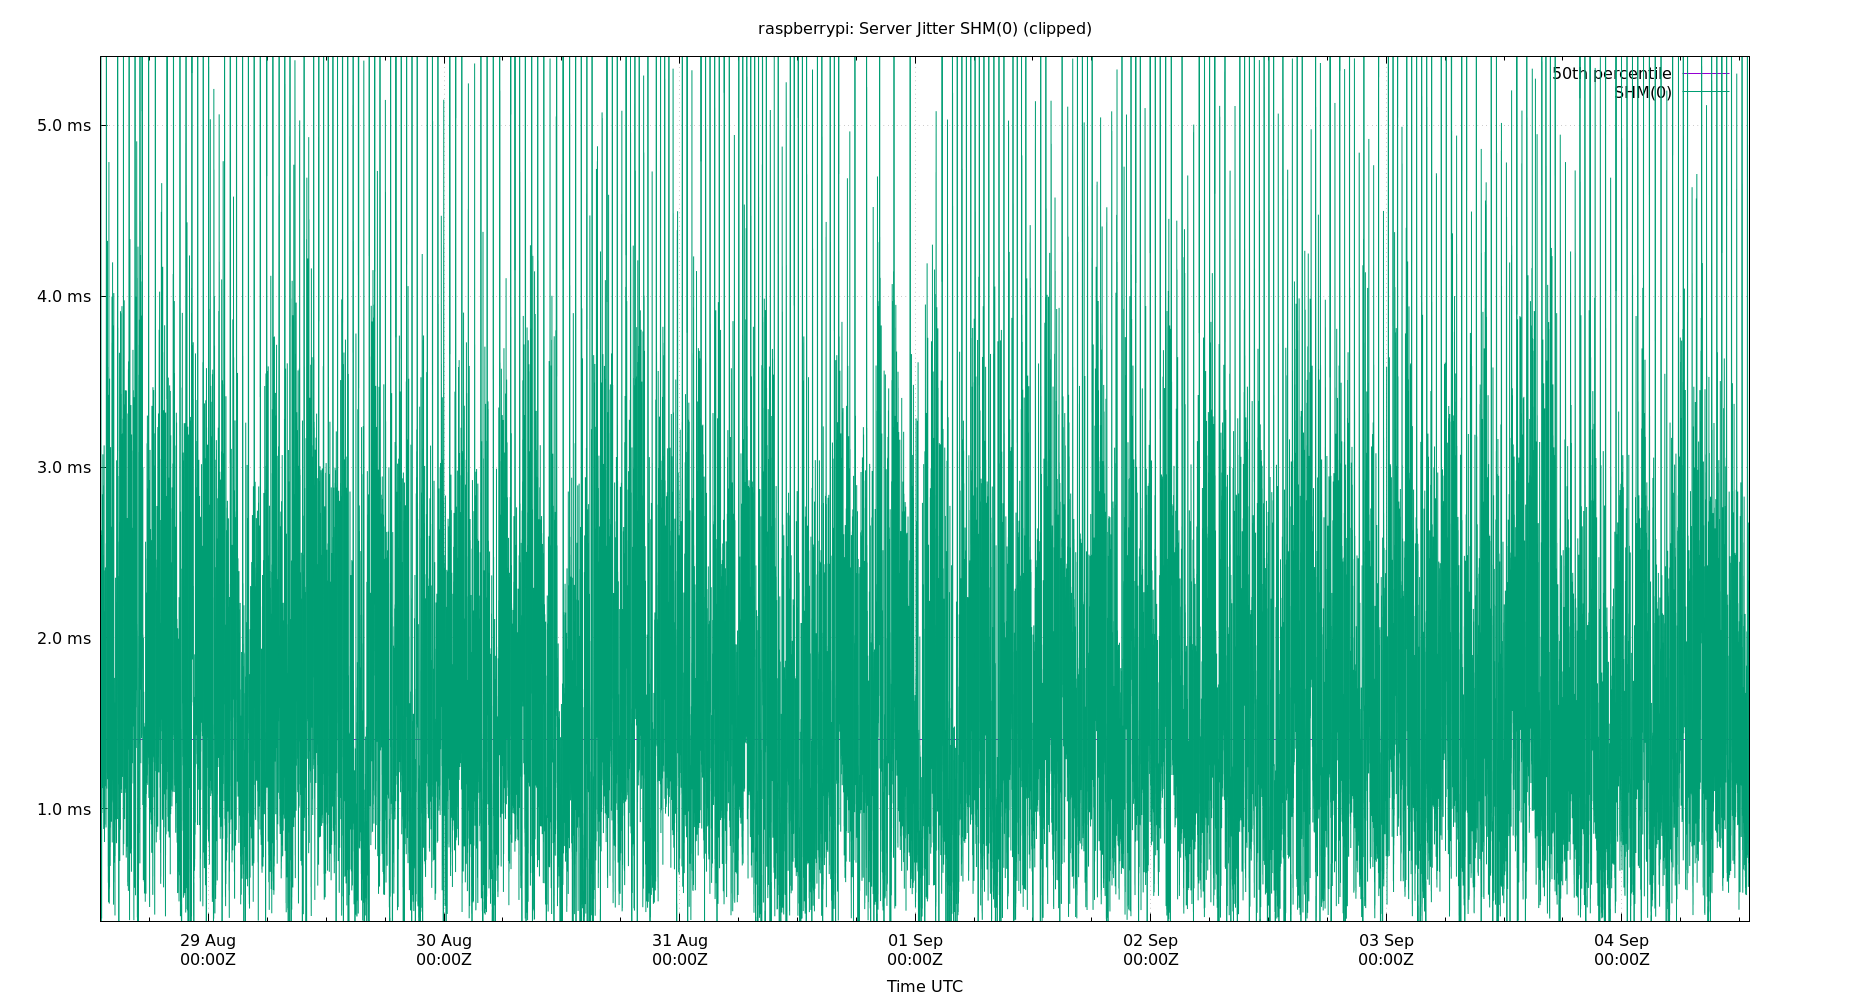 raspberrypi: Server Jitter SHM(0) (clipped)
50th percentile
SHM(0)
5.0 ms
4.0 ms
3.0 ms
2.0 ms
1.0 ms
29 Aug 30 Aug 31 Aug 01 Sep 02 Sep 03 Sep 04 Sep
00:00Z 00:00Z 00:00Z 00:00Z 00:00Z 00:00Z 00:00Z
Time UTC